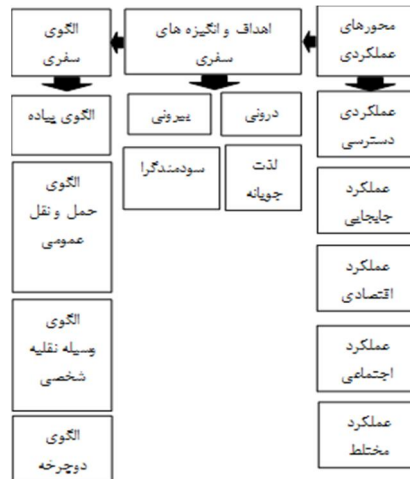 محورهای
عملکردی
اهداف و انگیزه های
سفری
الگوی
سفری
عملکردی
دسترسی
عملکرد
جابجایی
عملکرد
اقتصادی
عملکرد
اجتماعی
عملکرد
مختلط
درونی
بیرونی
لذت
جویانه
سودمندگرا
الگوی پیاده
الگوی
حمل و نقل
عمومی
الگوی
وسیله نقلیه
شخصی
الگوی
دوچرخه